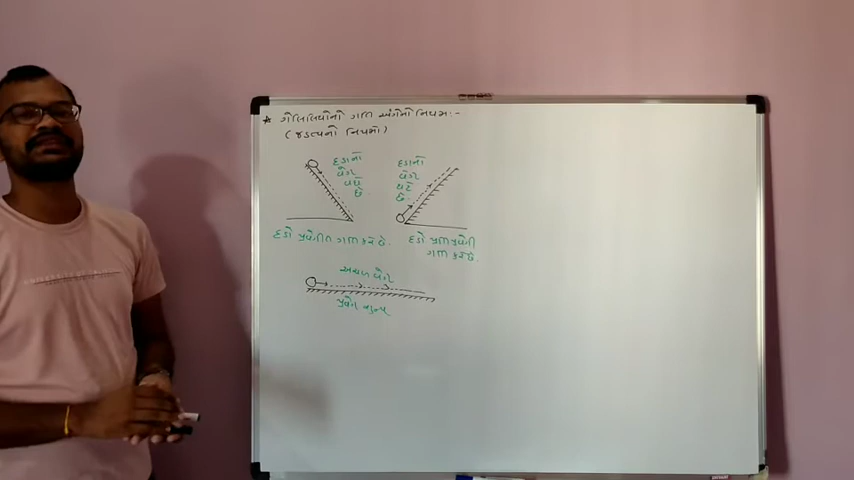 * ગેલિલિયોનો ગતિ અંગેનો નિયમ:-
(જડત્વનો નિયમ)
દડાનો
વેગ
વધે
છે.
દડાનો
વેગ
ઘટે
છે.
દડો પ્રવેગીત ગતિ કરે છે.
દડો પ્રતિપ્રવેગી
ગતિ કરે છે.
અચળ વેગ
પ્રવેગ શૂન્ય